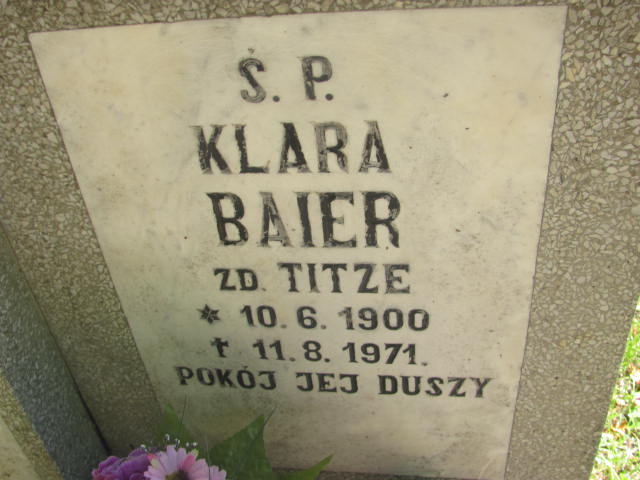 Ś. P.
KLARA
BAIER
ZD. TITZE
* 10. 6. 1900
† 11. 8. 1971.
POKÓJ JEJ DUSZY